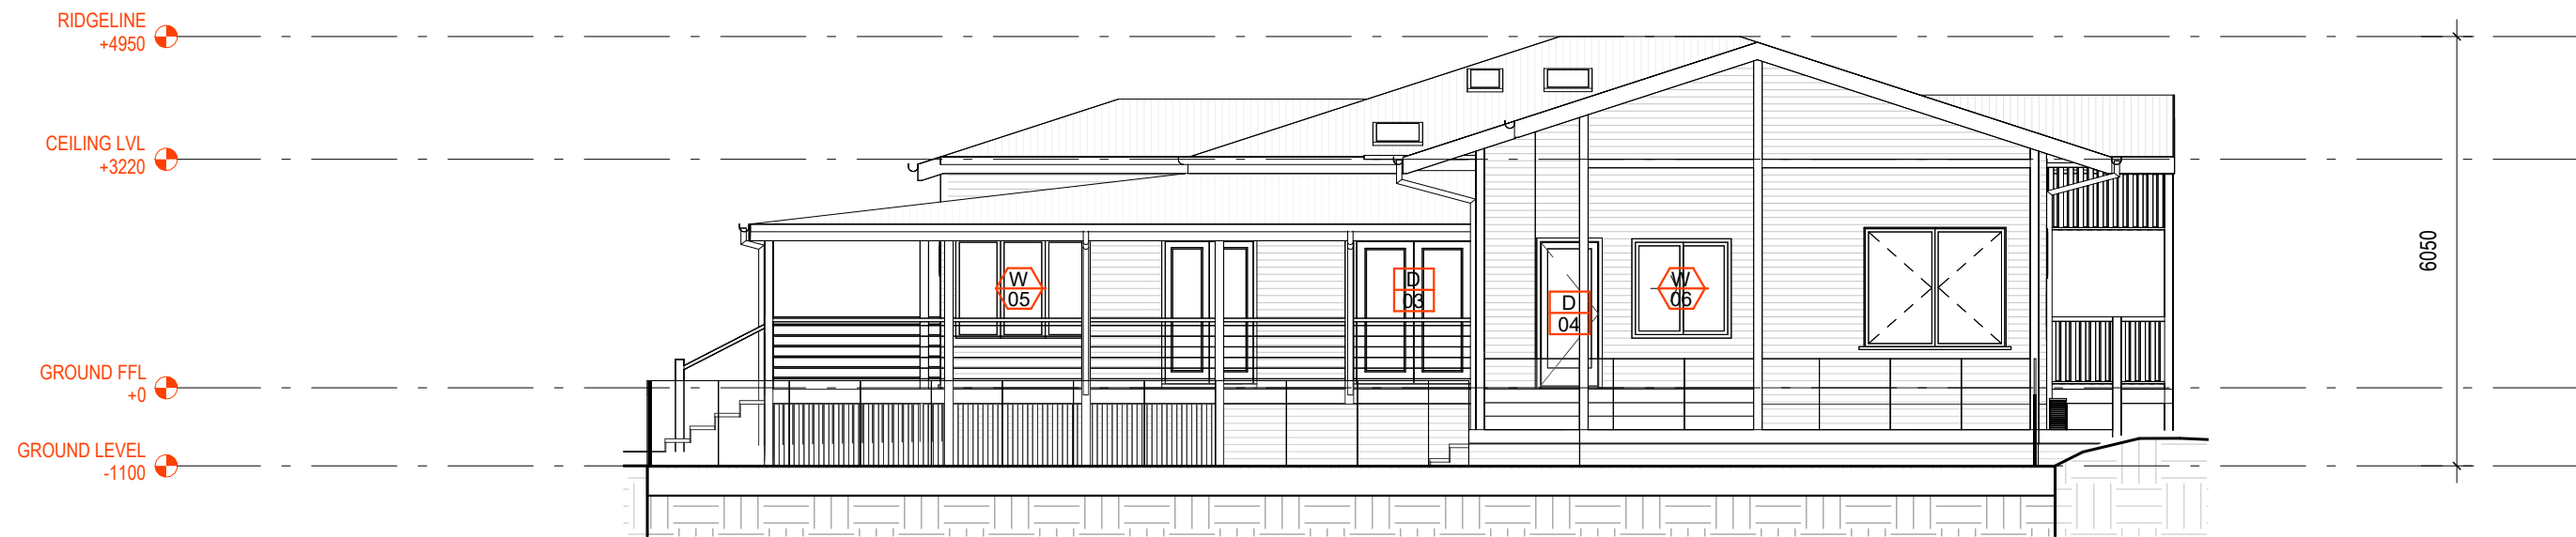 RIDGELINE
+4950
CEILING LVL
+3220
GROUND FFL
+0
GROUND LEVEL
-1100
W
05
D
03
D
04
W
06
6050